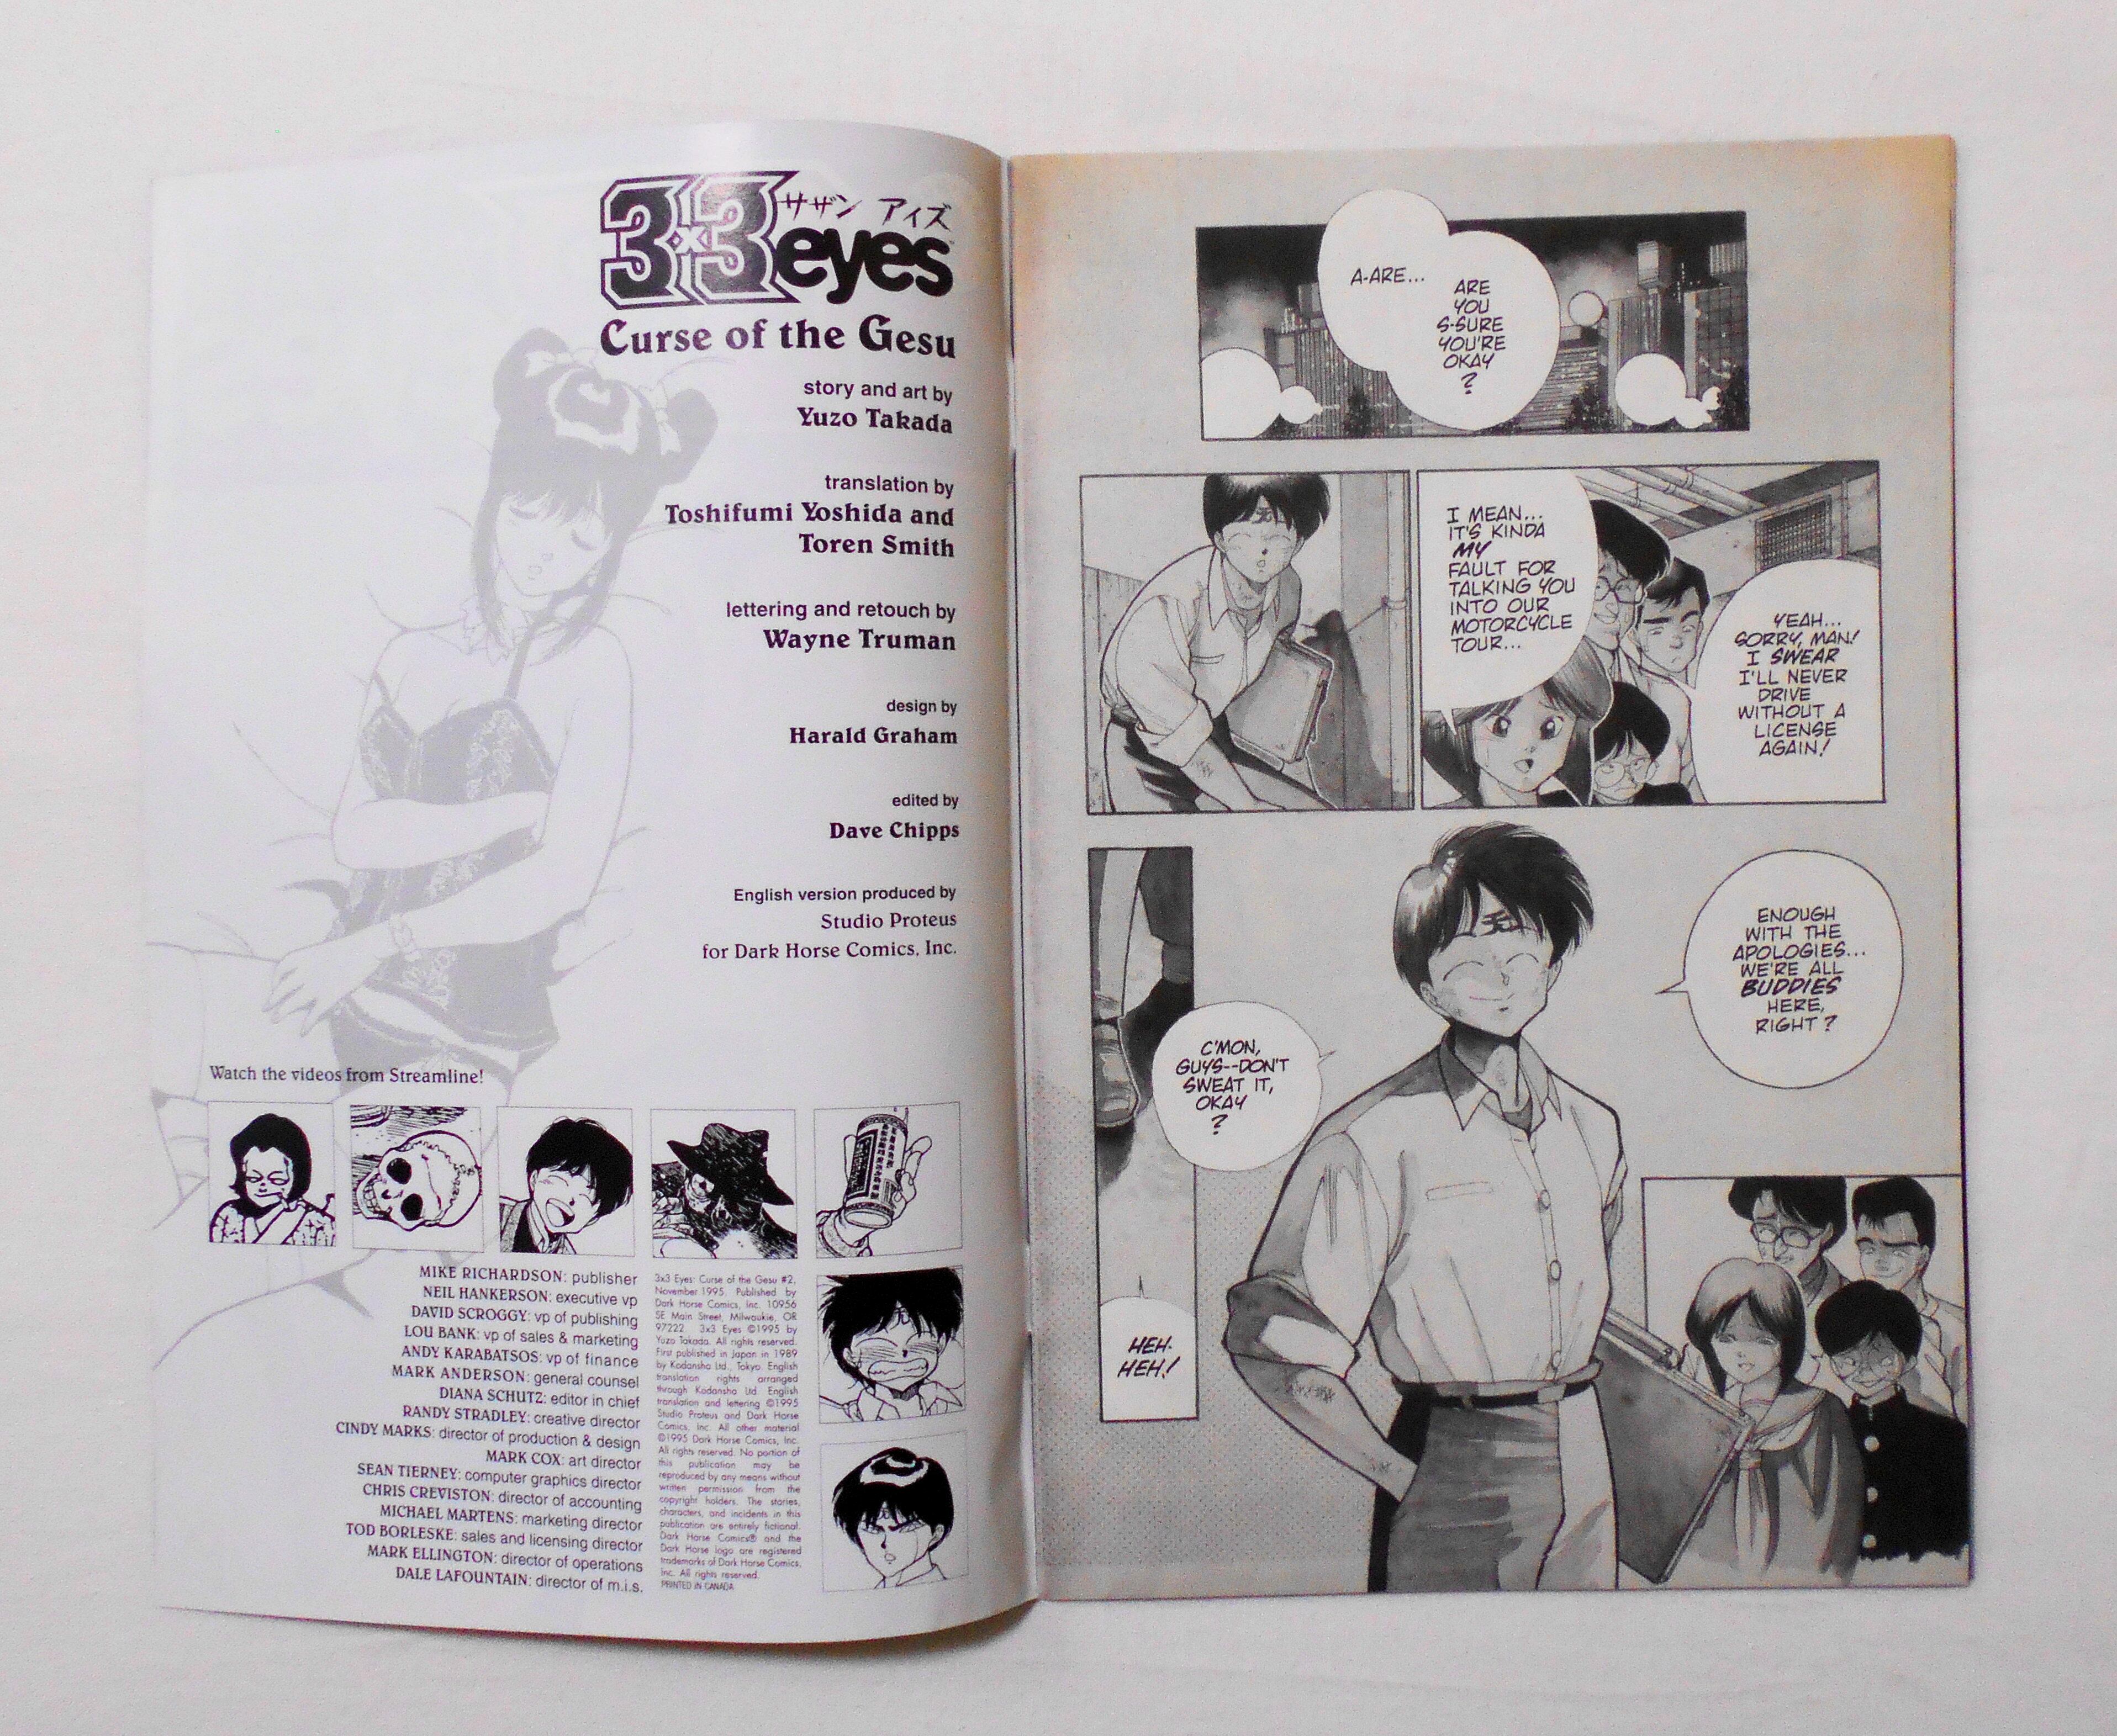 3×3 eyes
サザン アイズ
Curse of the Gesu
story and art by
Yuzo Takada
translation by
Toshifumi Yoshida and
Toren Smith
lettering and retouch by
Wayne Truman
design by
Harald Graham
edited by
Dave Chipps
English version produced by
Studio Proteus
for Dark Horse Comics, Inc.
Watch the videos from Streamline!
MIKE RICHARDSON: publisher
NEIL HANKERSON: executive vp
DAVID SCROGGY: vp of publishing
LOU BANK: vp of sales & marketing
ANDY KARABATSOS: vp of finance
MARK ANDERSON: general counsel
DIANA SCHUTZ: editor in chief
RANDY STRADLEY: creative director
CINDY MARKS: director of production & design
MARK COX: art director
SEAN TIERNEY: computer graphics director
CHRIS CREVISTON: director of accounting
MICHAEL MARTENS: marketing director
TOD BORLESKE: sales and licensing director
MARK ELLINGTON: director of operations
DALE LAFOUNTAIN: director of m.i.s.
3x3 Eyes: Curse of the Gesu #2,
November 1995. Published by
Dark Horse Comics, Inc. 10956
SE Main Street, Milwaukie, OR
97222. 3x3 Eyes ©1995 by
Yuzo Takada. All rights reserved.
First published in Japan in 1989
by Kodansha Ltd., Tokyo. English
translation rights arranged
through Kodansha Ltd. English
translation and lettering ©1995
Studio Proteus and Dark Horse
Comics, Inc. All other material
©1995 Dark Horse Comics, Inc.
All rights reserved. No portion of
this publication may be
reproduced by any means without
written permission from the
copyright holders. The stories,
characters, and incidents in this
publication are entirely fictional.
Dark Horse Comics® and the
Dark Horse logo are registered
trademarks of Dark Horse Comics,
Inc. All rights reserved.
PRINTED IN CANADA
A-ARE...
ARE
YOU
S-SURE
YOU'RE
OKAY
?
I MEAN...
IT'S KINDA
MY
FAULT FOR
TALKING YOU
INTO OUR
MOTORCYCLE
TOUR...
YEAH...
SORRY, MAN!
I SWEAR
I'LL NEVER
DRIVE
WITHOUT A
LICENSE
AGAIN!
ENOUGH
WITH THE
APOLOGIES...
WE'RE ALL
BUDDIES
HERE,
RIGHT?
C'MON,
GUYS--DON'T
SWEAT IT,
OKAY
?
HEH-
HEH!